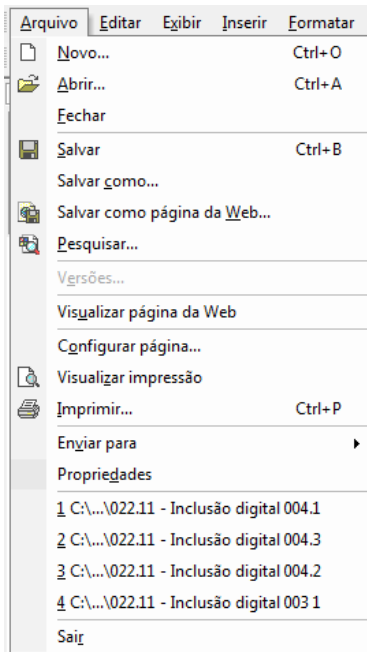 Arquivo Editar Exibir Inserir Formatar
Novo... Ctrl+O
Abrir... Ctrl+A
Fechar
Salvar Ctrl+B
Salvar como...
Salvar como página da Web...
Pesquisar...
Versões...
Visualizar página da Web
Configurar página...
Visualizar impressão
Imprimir... Ctrl+P
Enviar para
Propriedades
1 C:\...\022.11 - Inclusão digital 004.1
2 C:\...\022.11 - Inclusão digital 004.3
3 C:\...\022.11 - Inclusão digital 004.2
4 C:\...\022.11 - Inclusão digital 003 1
Sair